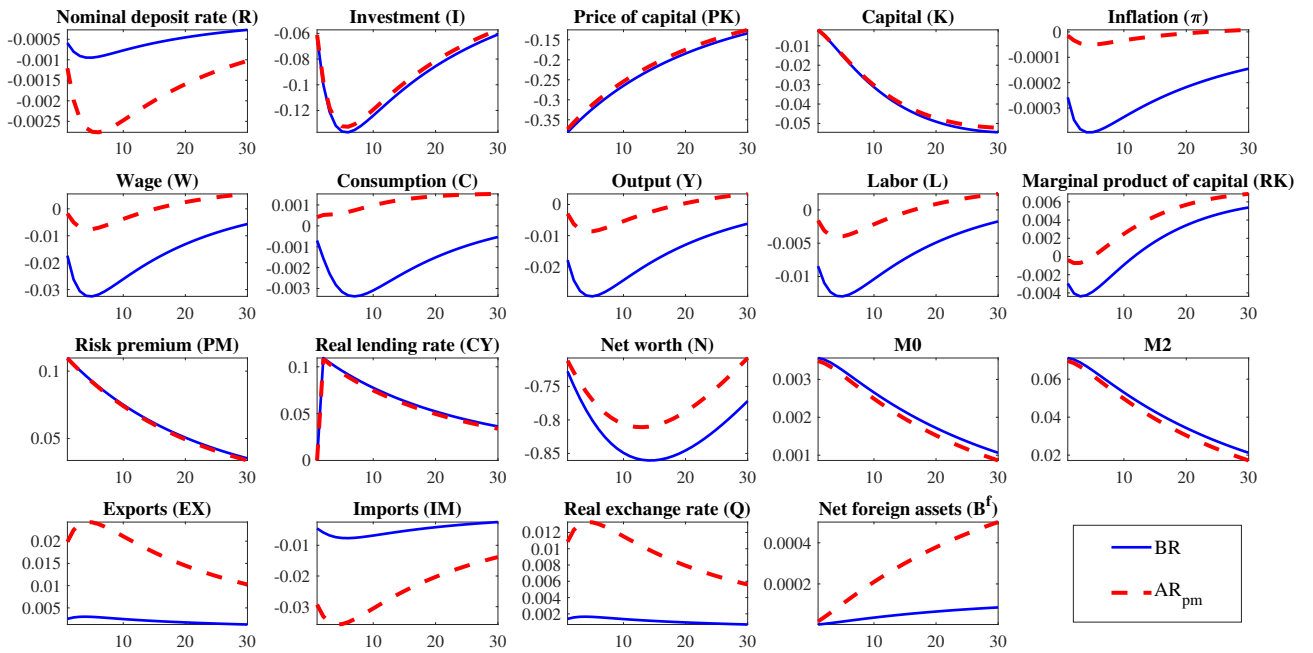 Nominal deposit rate (R) Investment (I) Price of capital (PK) Capital (K) Inflation (π)
-0.0005 -0.06 -0.15 -0.01 0
-0.001 -0.09 -0.2 -0.02 -0.0001
-0.0015 -0.12 -0.25 -0.03 -0.0003
-0.002 -0.3 -0.04
-0.0025 -0.35 -0.05
10 20 30 10 20 30 10 20 30 10 20 30 10 20 30
Wage (W) Consumption (C) Output (Y) Labor (L) Marginal product of capital (RK)
0 0.001 0 0 0.006
-0.01 0 -0.005 0.004
-0.02 -0.001 -0.02 -0.01 0.002
-0.03 -0.003 0
-0.002
-0.004
10 20 30 10 20 30 10 20 30 10 20 30 10 20 30
Risk premium (PM) Real lending rate (CY) Net worth (N) M0 M2
0.1 0.1 -0.75 0.003 0.06
0.05 0.05 -0.8 0.002 0.04
0 -0.85 0.001 0.02
10 20 30 10 20 30 10 20 30 10 20 30 10 20 30
Exports (EX) Imports (IM) Real exchange rate (Q) Net foreign assets (B^f)
0.02 -0.01 0.012 0.0004
0.015 -0.02 0.01 0.0002
0.01 -0.03 0.008
0.005 0.006
0.004
0.002
10 20 30 10 20 30 10 20 30 10 20 30
BR
AR_pm